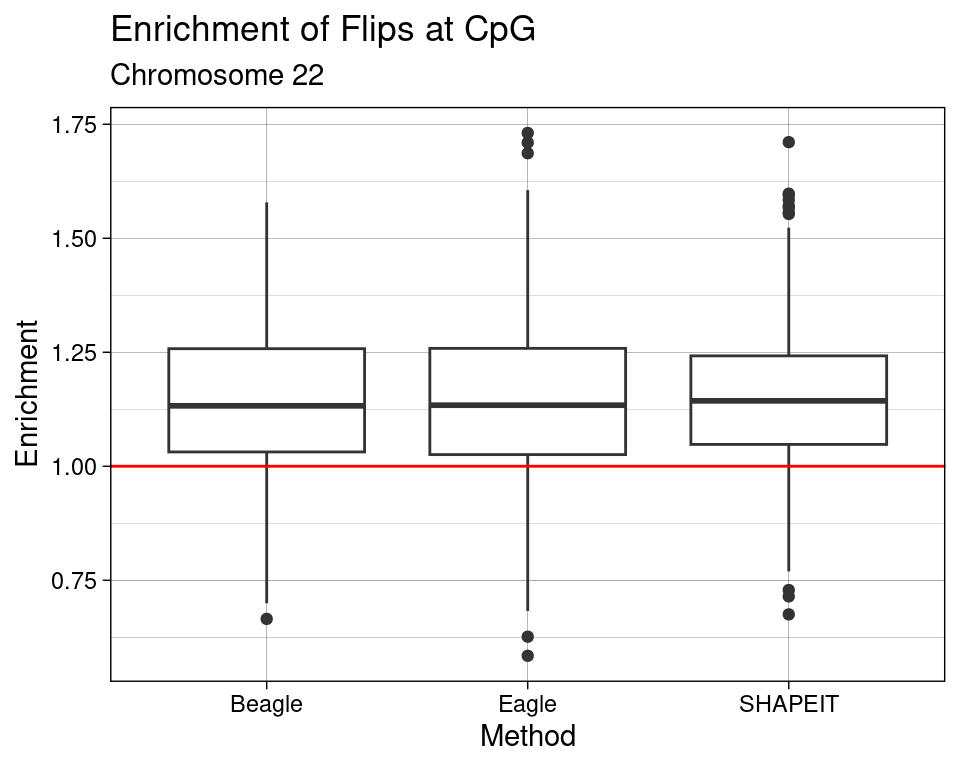 Enrichment of Flips at CpG
Chromosome 22
1.75
1.50
1.25
1.00
0.75
Enrichment
Beagle Eagle SHAPEIT
Method